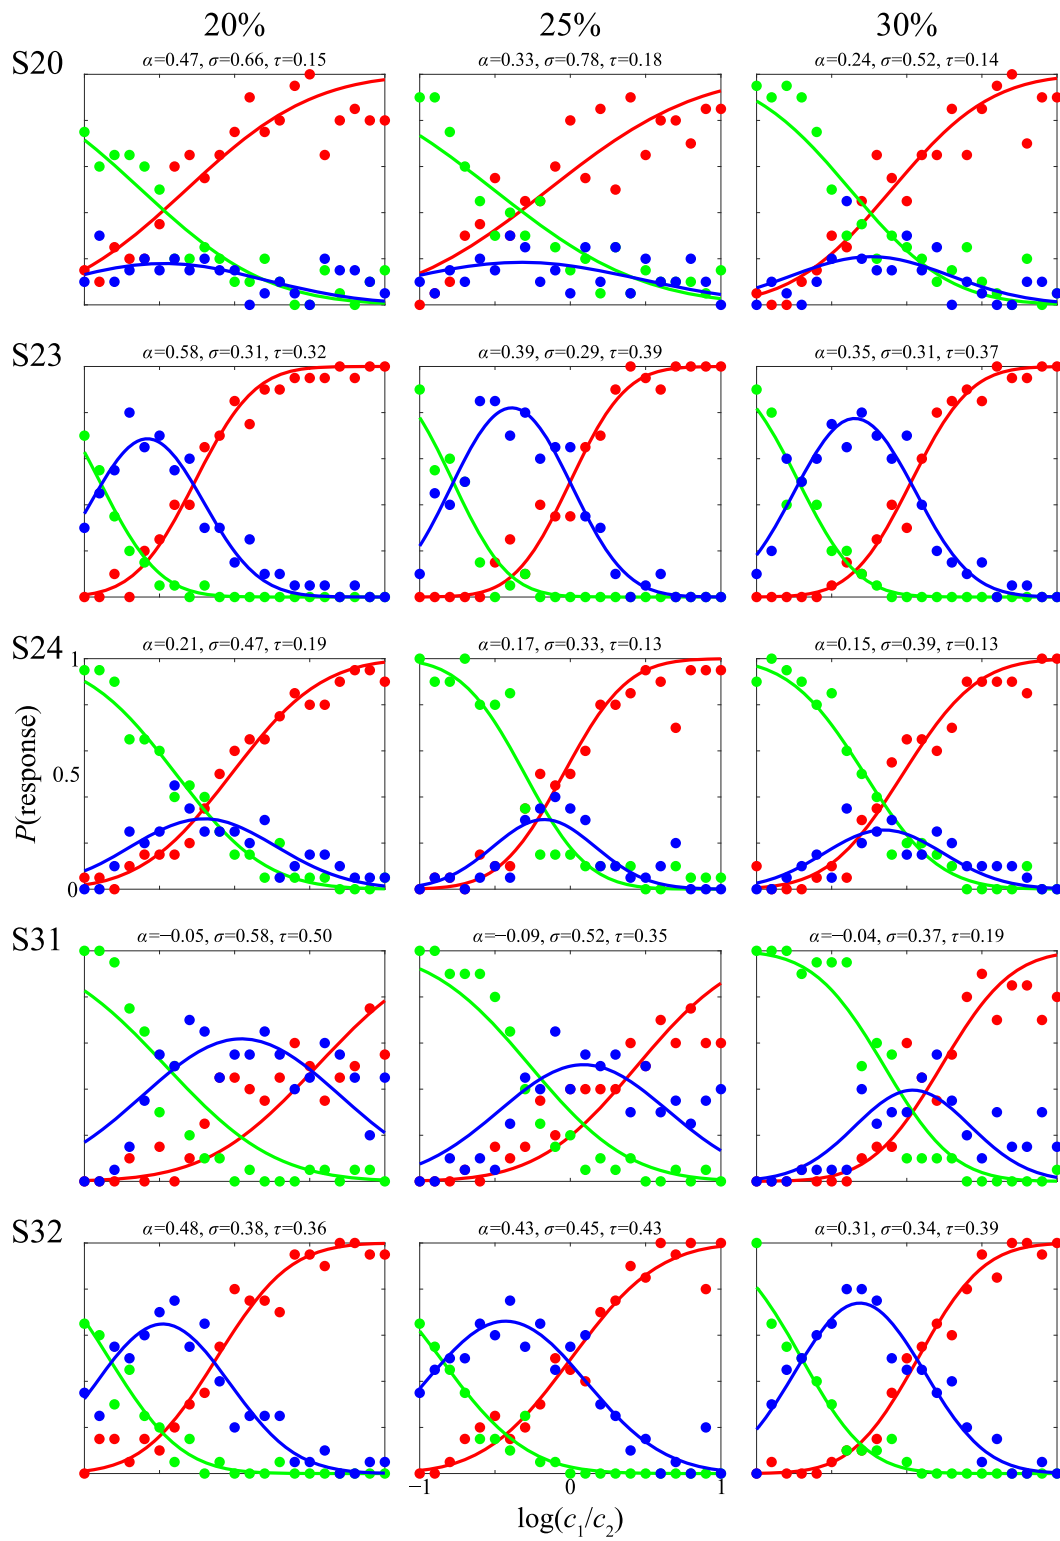 20% 25% 30%
S20
α=0.47, σ=0.66, τ=0.15 α=0.33, σ=0.78, τ=0.18 α=0.24, σ=0.52, τ=0.14
S23
α=0.58, σ=0.31, τ=0.32 α=0.39, σ=0.29, τ=0.39 α=0.35, σ=0.31, τ=0.37
S24
α=0.21, σ=0.47, τ=0.19 α=0.17, σ=0.33, τ=0.13 α=0.15, σ=0.39, τ=0.13
1
0.5
0
P(response)
S31
α=−0.05, σ=0.58, τ=0.50 α=−0.09, σ=0.52, τ=0.35 α=−0.04, σ=0.37, τ=0.19
S32
α=0.48, σ=0.38, τ=0.36 α=0.43, σ=0.45, τ=0.43 α=0.31, σ=0.34, τ=0.39
−1 0 1
log(c₁/c₂)